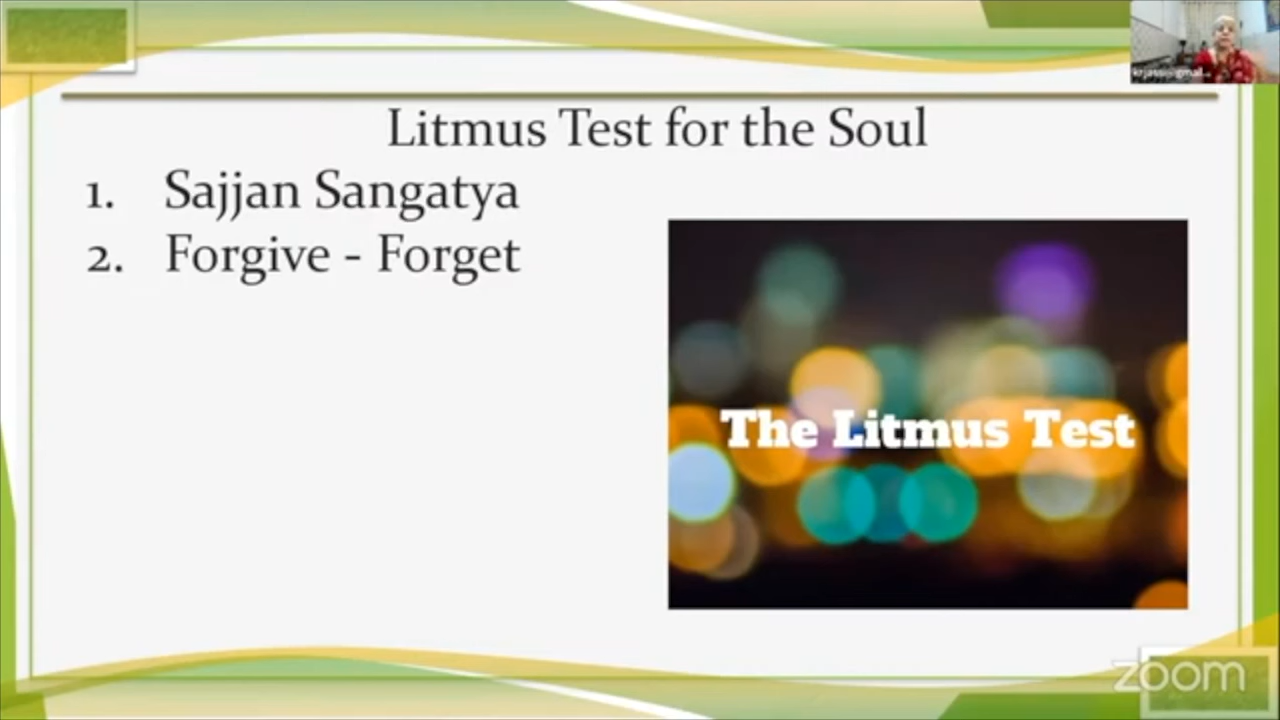 Litmus Test for the Soul
1. Sajjan Sangatya
2. Forgive - Forget
The Litmus Test
zoom